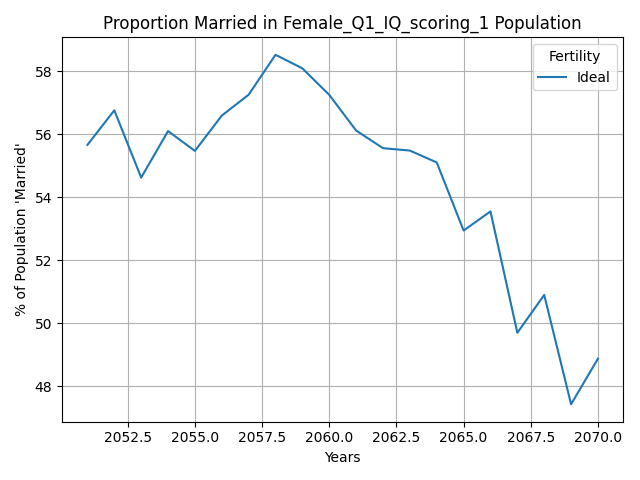 Proportion Married in Female_Q1_IQ_scoring_1 Population
Fertility
Ideal
% of Population 'Married'
58
56
54
52
50
48
2052.5 2055.0 2057.5 2060.0 2062.5 2065.0 2067.5 2070.0
Years